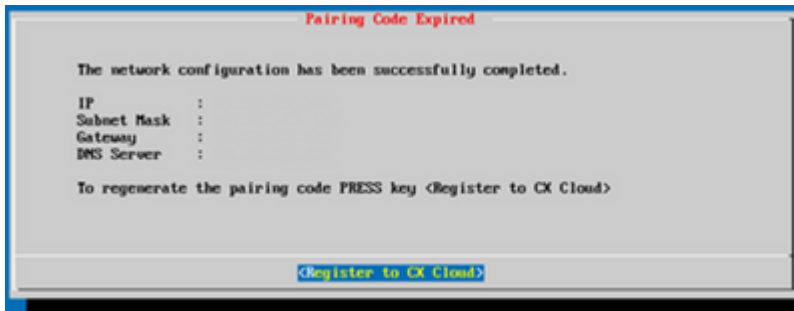 Pairing Code Expired
The network configuration has been successfully completed.
IP :
Subnet Mask :
Gateway :
DNS Server :
To regenerate the pairing code PRESS key <Register to CX Cloud>
<Register to CX Cloud>